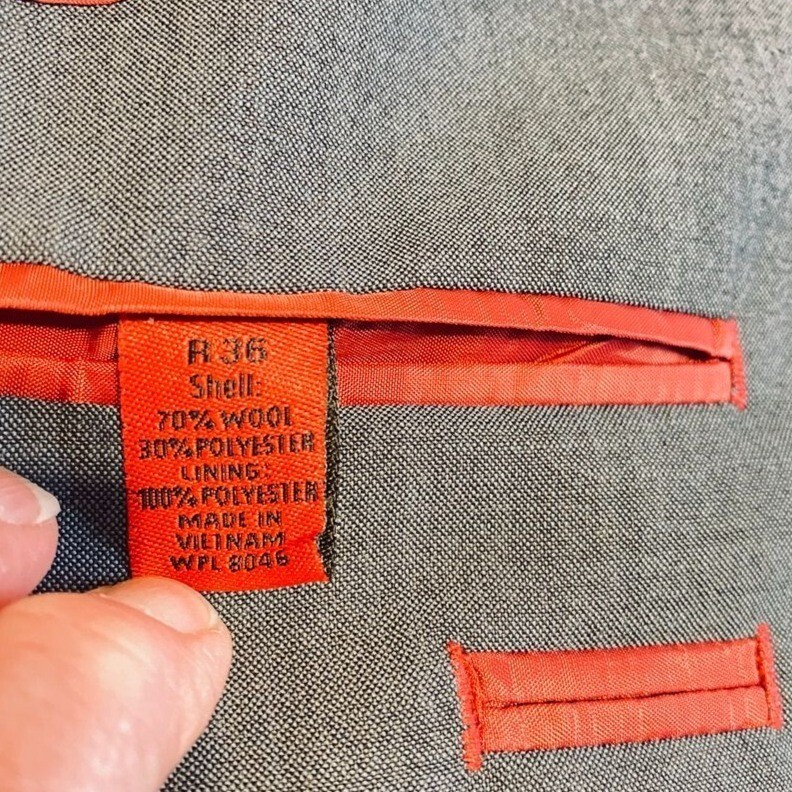 R 36
Shell:
70% WOOL
30% POLYESTER
LINING:
100% POLYESTER
MADE IN
VIETNAM
WPL 8046